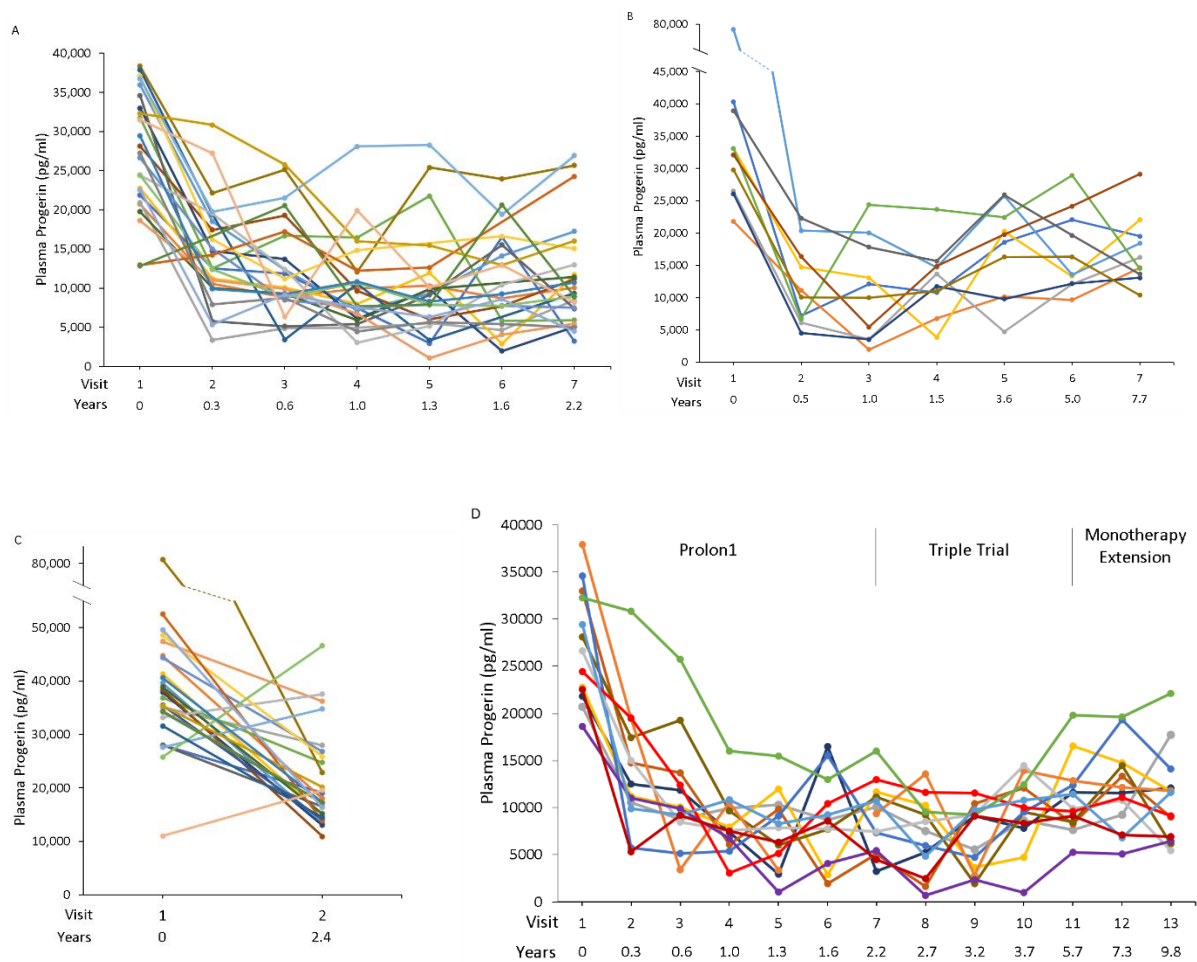 A
40,000
35,000
30,000
25,000
20,000
15,000
10,000
5,000
0
Plasma Progerin (pg/ml)
Visit 1 2 3 4 5 6 7
Years 0 0.3 0.6 1.0 1.3 1.6 2.2
B
80,000
45,000
40,000
35,000
30,000
25,000
20,000
15,000
10,000
5,000
0
Plasma Progerin (pg/ml)
Visit 1 2 3 4 5 6 7
Years 0 0.5 1.0 1.5 3.6 5.0 7.7
C
80,000
50,000
40,000
30,000
20,000
10,000
0
Plasma Progerin (pg/ml)
Visit 1 2
Years 0 2.4
D
40000
35000
30000
25000
20000
15000
10000
5000
0
Plasma Progerin (pg/ml)
Prolon1
Triple Trial
Monotherapy
Extension
Visit 1 2 3 4 5 6 7 8 9 10 11 12 13
Years 0 0.3 0.6 1.0 1.3 1.6 2.2 2.7 3.2 3.7 5.7 7.3 9.8